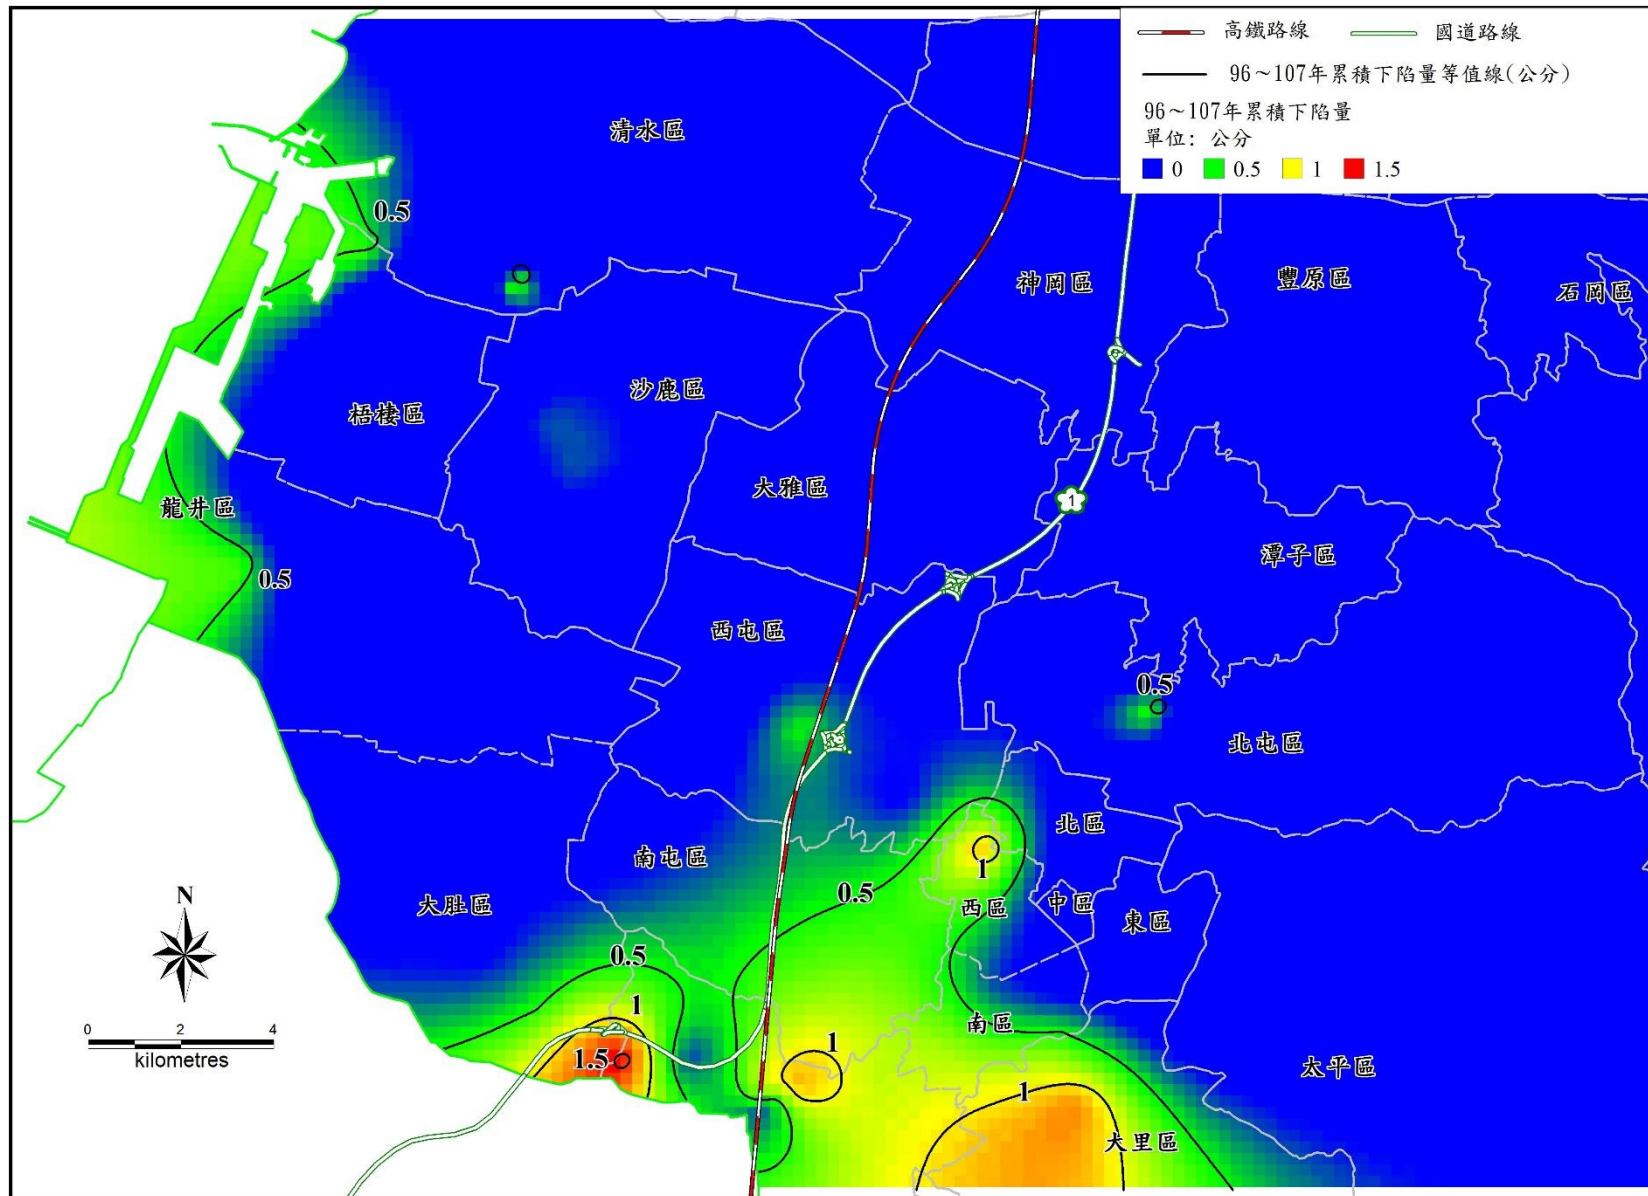 高鐵路線
國道路線
96～107年累積下陷量等值線(公分)
96～107年累積下陷量
單位: 公分
0
0.5
1
1.5
清水區
0.5
神岡區
豐原區
石岡區
沙鹿區
梧棲區
大雅區
1
龍井區
潭子區
0.5
西屯區
0.5
北屯區
北區
南屯區
1
0.5
大肚區
西區
中區
東區
N
0.5
1
南區
0 2 4
kilometres
1.5
1
太平區
1
大里區